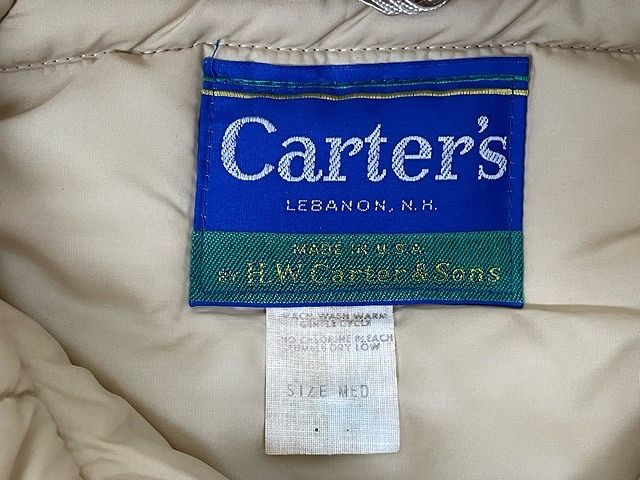 Carter's
LEBANON, N.H.
MADE IN U.S.A.
BY H.W. Carter & Sons
MACH WASH WARM
GENTLE CYCLE
NO CHLORINE BLEACH
TUMBLE DRY LOW
SIZE MED